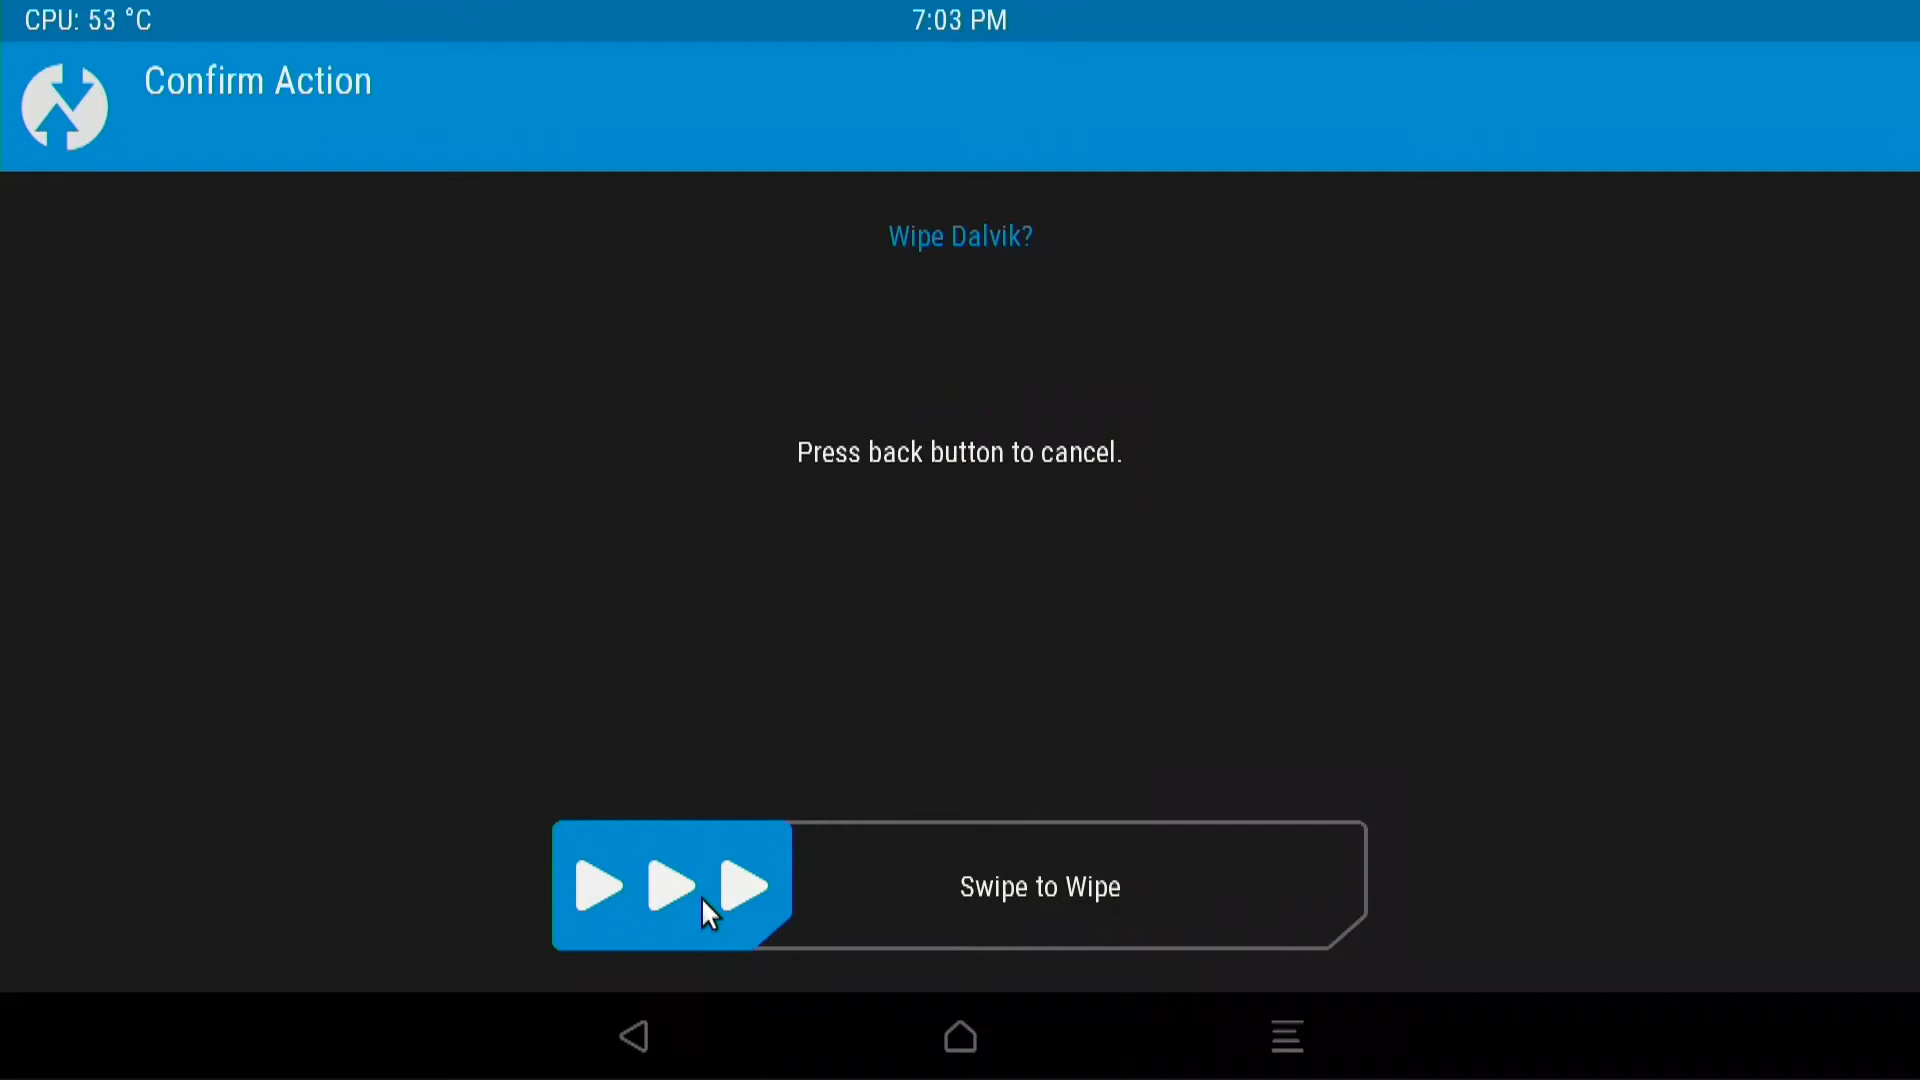 CPU: 53 °C
7:03 PM
Confirm Action
Wipe Dalvik?
Press back button to cancel.
Swipe to Wipe